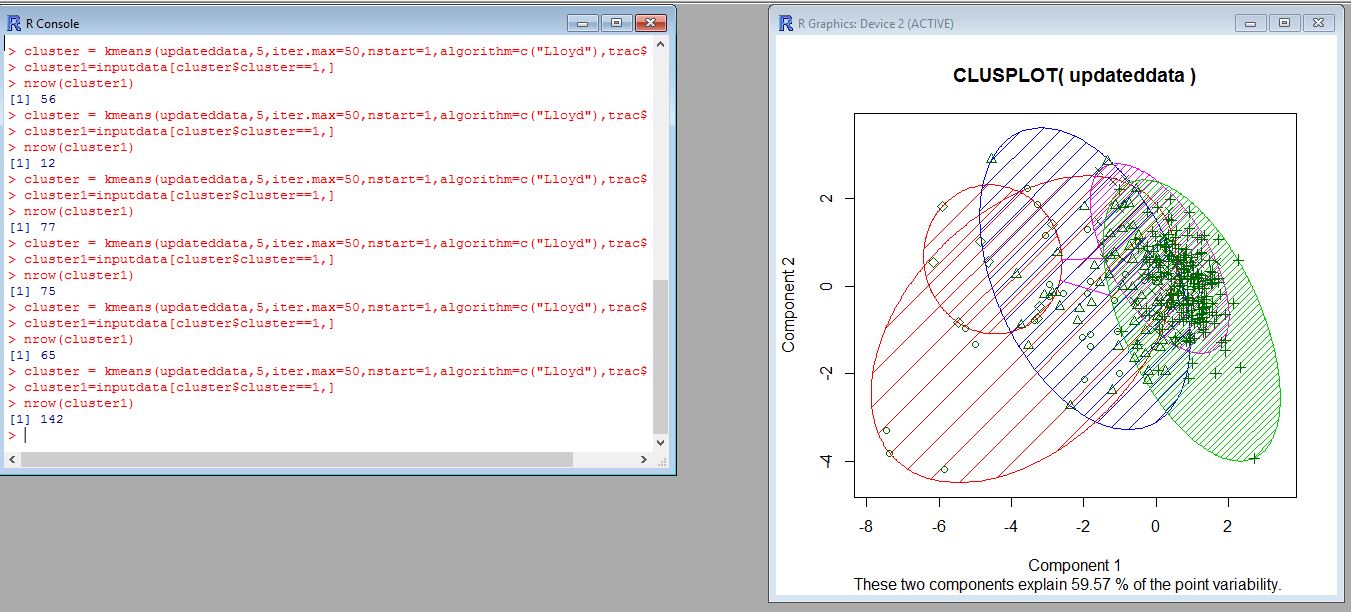 R Console
> cluster = kmeans(updateddata,5,iter.max=50,nstart=1,algorithm=c("Lloyd"),trac$
> cluster1=inputdata[cluster$cluster==1,]
> nrow(cluster1)
[1] 56
> cluster = kmeans(updateddata,5,iter.max=50,nstart=1,algorithm=c("Lloyd"),trac$
> cluster1=inputdata[cluster$cluster==1,]
> nrow(cluster1)
[1] 12
> cluster = kmeans(updateddata,5,iter.max=50,nstart=1,algorithm=c("Lloyd"),trac$
> cluster1=inputdata[cluster$cluster==1,]
> nrow(cluster1)
[1] 77
> cluster = kmeans(updateddata,5,iter.max=50,nstart=1,algorithm=c("Lloyd"),trac$
> cluster1=inputdata[cluster$cluster==1,]
> nrow(cluster1)
[1] 75
> cluster = kmeans(updateddata,5,iter.max=50,nstart=1,algorithm=c("Lloyd"),trac$
> cluster1=inputdata[cluster$cluster==1,]
> nrow(cluster1)
[1] 65
> cluster = kmeans(updateddata,5,iter.max=50,nstart=1,algorithm=c("Lloyd"),trac$
> cluster1=inputdata[cluster$cluster==1,]
> nrow(cluster1)
[1] 142
>
R Graphics: Device 2 (ACTIVE)
CLUSPLOT( updateddata )
Component 2
2
0
-2
-4
-8 -6 -4 -2 0 2
Component 1
These two components explain 59.57 % of the point variability.